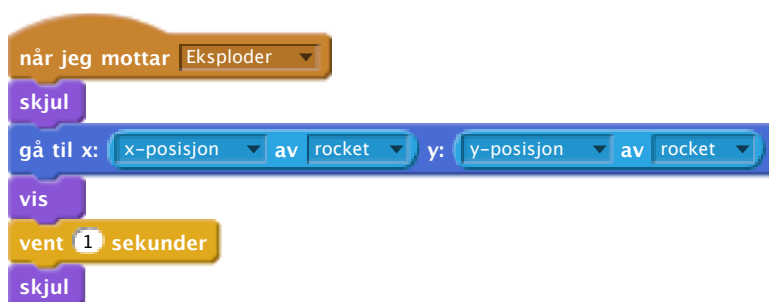 når jeg mottar Eksploder
skjul
gå til x: x-posisjon av rocket y: y-posisjon av rocket
vis
vent 1 sekunder
skjul